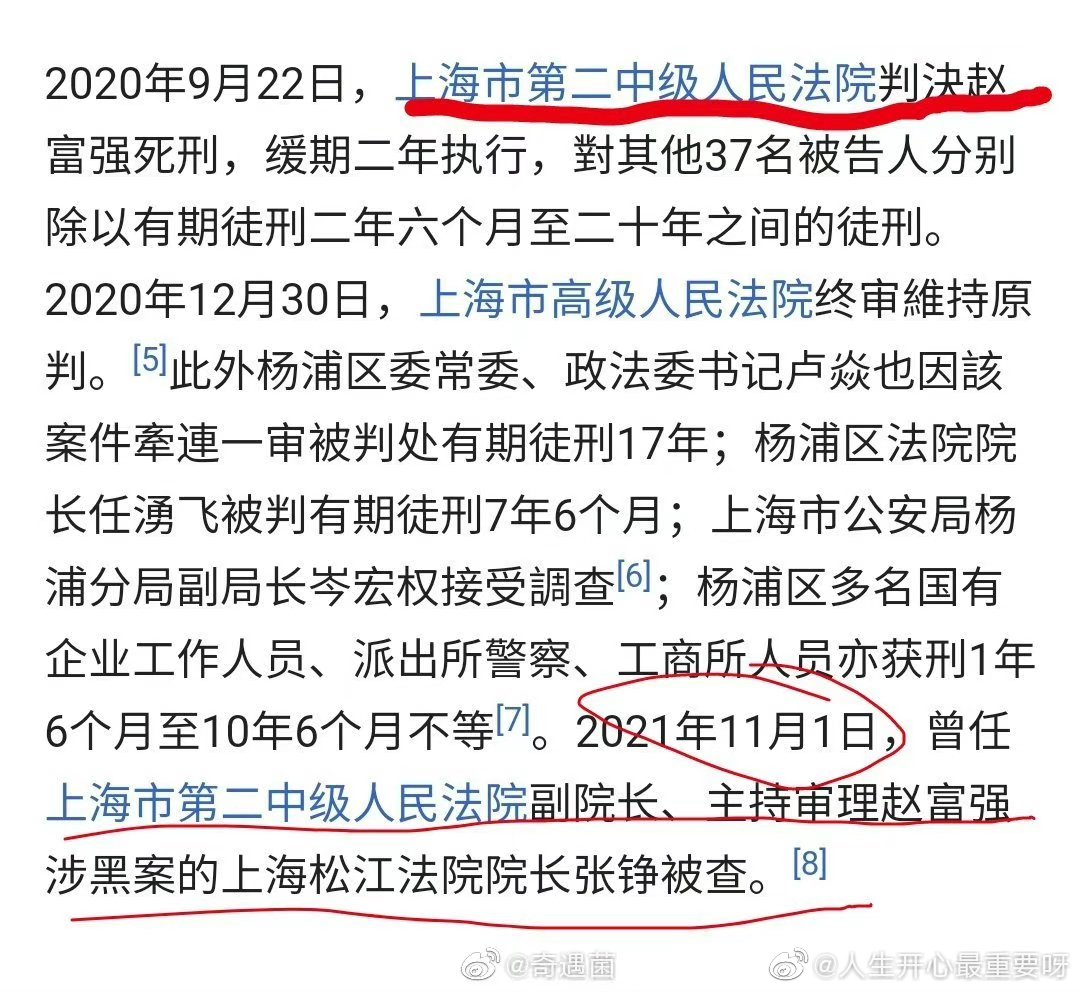 2020年9月22日，上海市第二中级人民法院判決赵
富强死刑，缓期二年执行，對其他37名被告人分别
除以有期徒刑二年六个月至二十年之间的徒刑。
2020年12月30日，上海市高级人民法院终审維持原
判。[5]此外杨浦区委常委、政法委书记卢焱也因該
案件牽連一审被判处有期徒刑17年；杨浦区法院院
长任湧飞被判有期徒刑7年6个月；上海市公安局杨
浦分局副局长岑宏权接受調查[6]；杨浦区多名国有
企业工作人员、派出所警察、工商所人员亦获刑1年
6个月至10年6个月不等[7]。2021年11月1日，曾任
上海市第二中级人民法院副院长、主持审理赵富强
涉黑案的上海松江法院院长张铮被查。[8]
@奇遇菌 @人生开心最重要呀